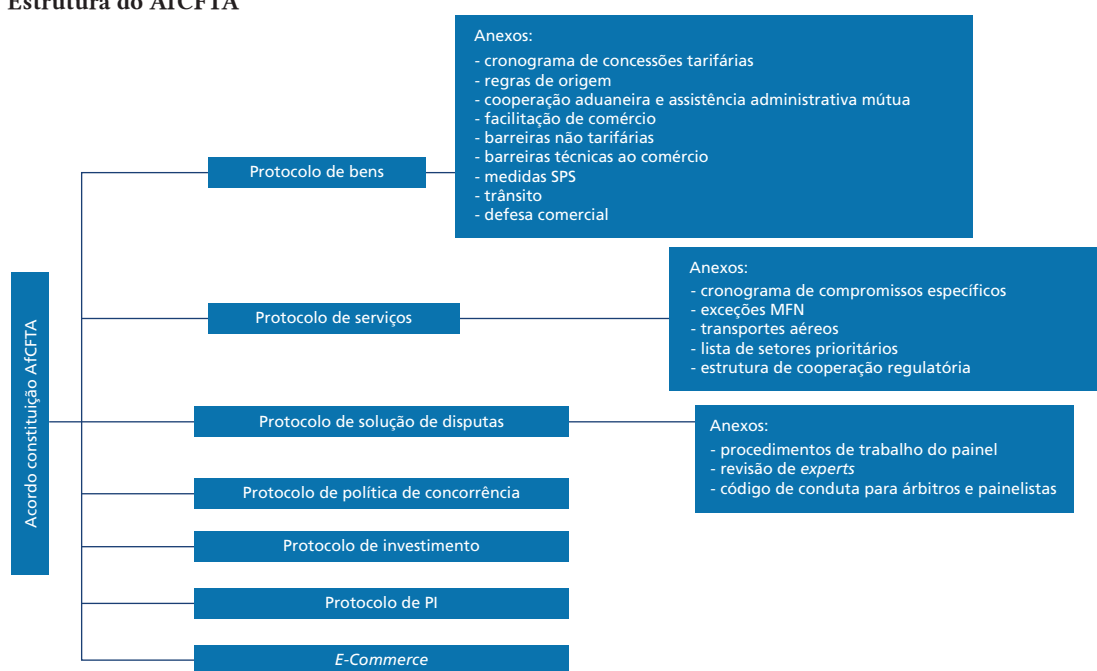 Estrutura do AfCFTA
Anexos:
- cronograma de concessões tarifárias
- regras de origem
- cooperação aduaneira e assistência administrativa mútua
- facilitação de comércio
- barreiras não tarifárias
- barreiras técnicas ao comércio
- medidas SPS
- trânsito
- defesa comercial
Protocolo de bens
Anexos:
- cronograma de compromissos específicos
- exceções MFN
- transportes aéreos
- lista de setores prioritários
- estrutura de cooperação regulatória
Protocolo de serviços
Acordo constituição AfCFTA
Protocolo de solução de disputas
Anexos:
- procedimentos de trabalho do painel
- revisão de experts
- código de conduta para árbitros e painelistas
Protocolo de política de concorrência
Protocolo de investimento
Protocolo de PI
E-Commerce